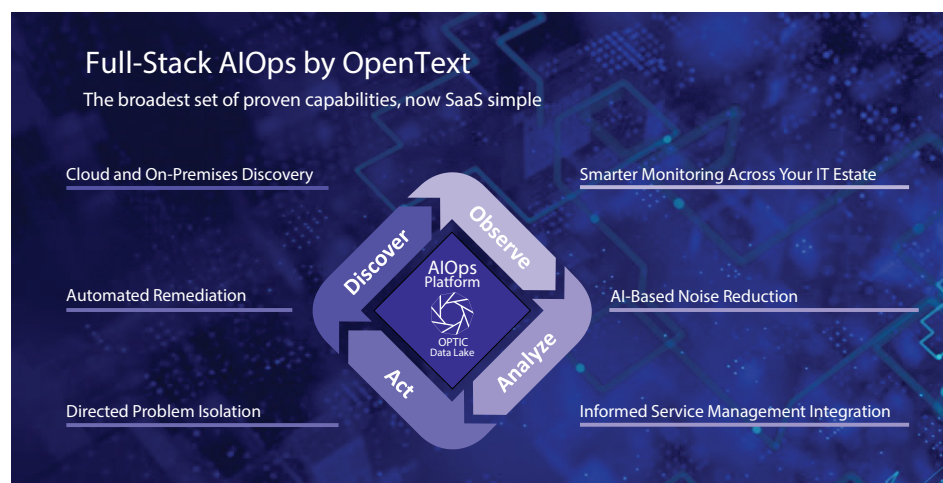 Full-Stack AIOps by OpenText
The broadest set of proven capabilities, now SaaS simple
Cloud and On-Premises Discovery
Smarter Monitoring Across Your IT Estate
Discover
Observe
AIOps
Platform
OPTIC
Data Lake
Automated Remediation
AI-Based Noise Reduction
Act
Analyze
Directed Problem Isolation
Informed Service Management Integration